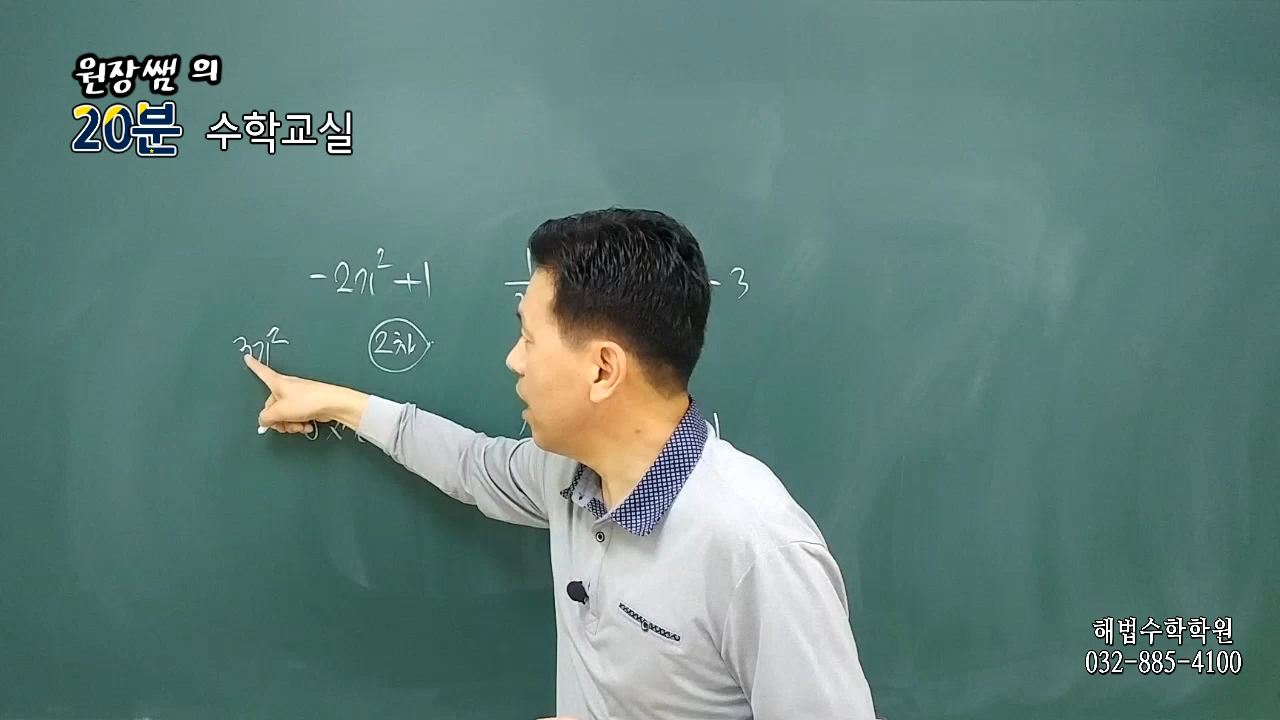 원장쌤 의
20분 수학교실
-2x²+1
- 3
3x²
2차
해법수학학원
032-885-4100